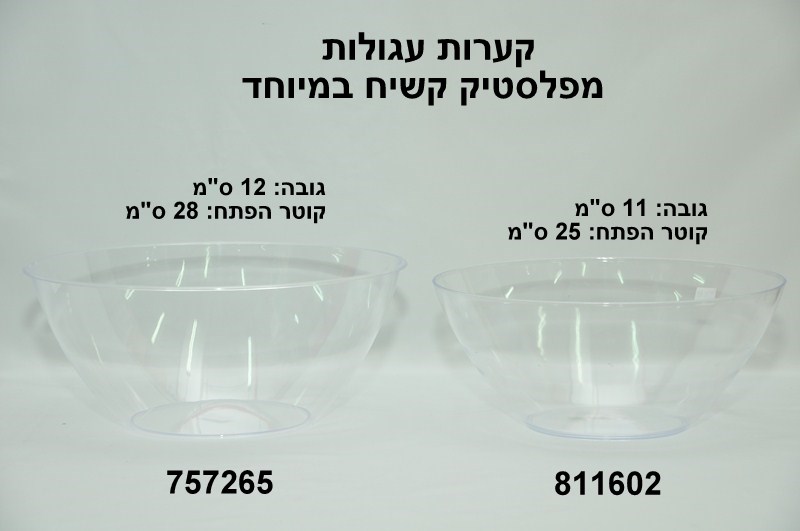 קערות עגולות
מפלסטיק קשיח במיוחד
גובה: 11 ס"מ
קוטר הפתח: 25 ס"מ
811602
גובה: 12 ס"מ
קוטר הפתח: 28 ס"מ
757265